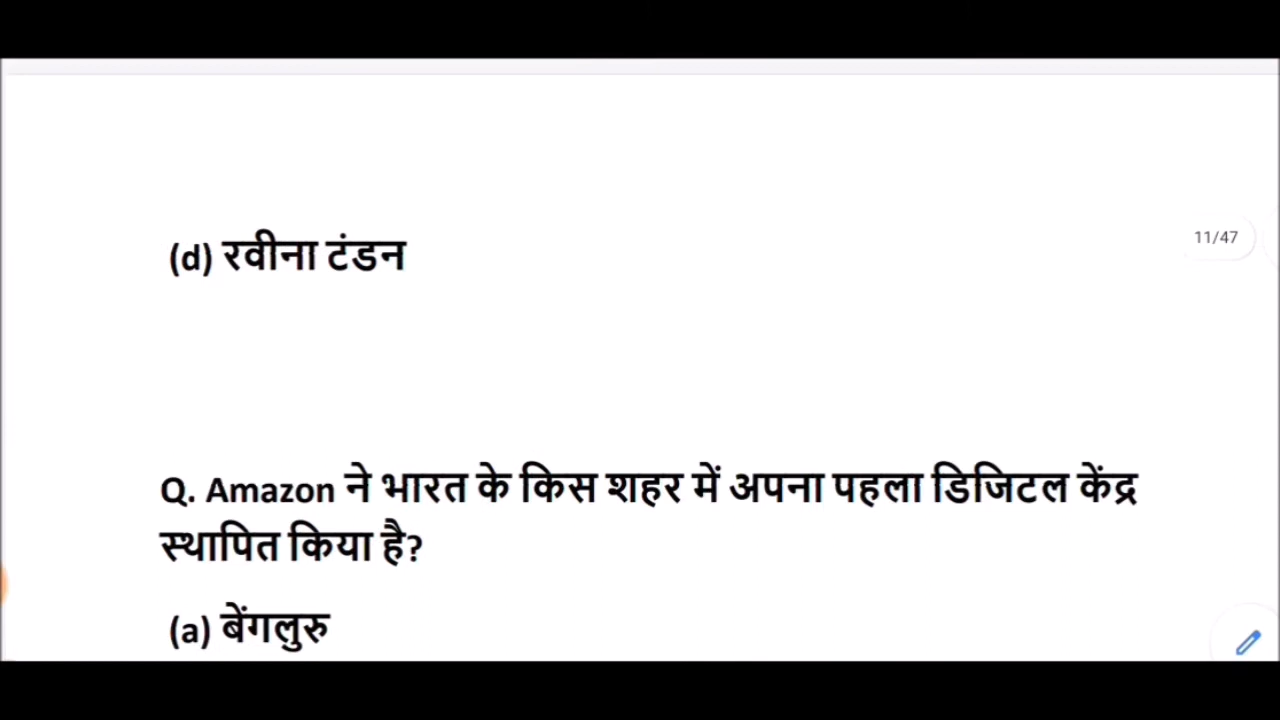 (d) रवीना टंडन
11/47
Q. Amazon ने भारत के किस शहर में अपना पहला डिजिटल केंद्र
स्थापित किया है?
(a) बेंगलुरु